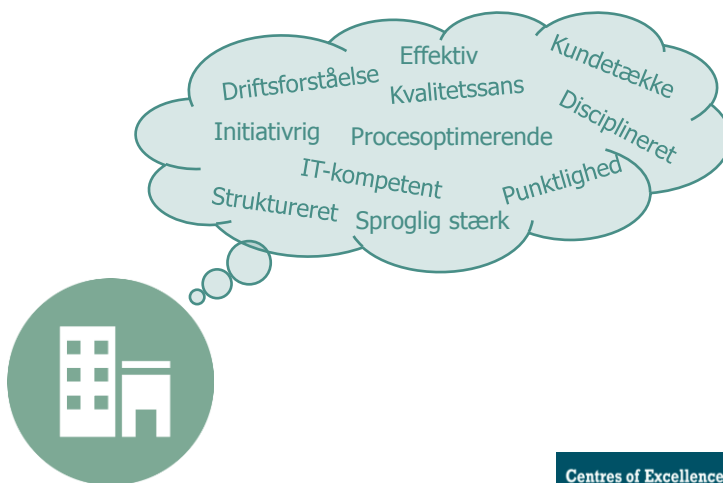 Effektiv
Kundetække
Driftsforståelse
Kvalitetssans
Disciplineret
Initiativrig
Procesoptimerende
IT-kompetent
Punktlighed
Struktureret
Sproglig stærk
Centres of Excellence